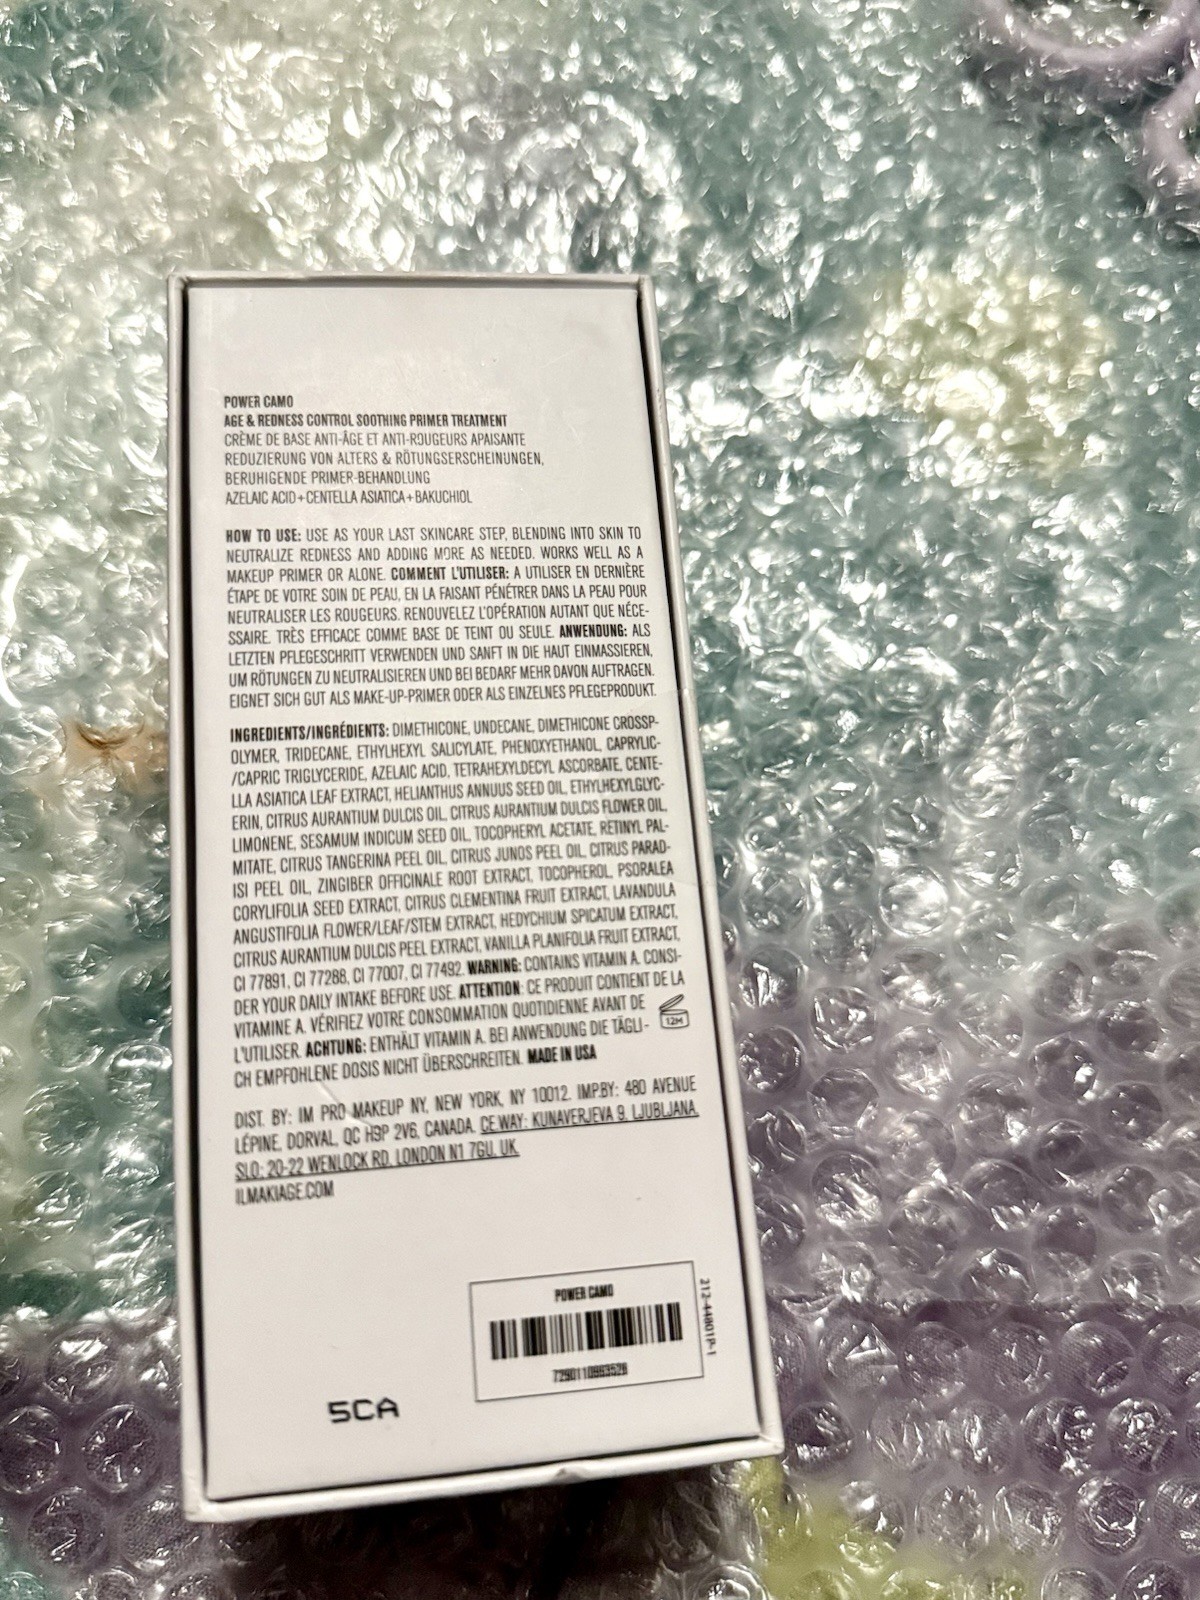 POWER CAMO
AGE & REDNESS CONTROL SOOTHING PRIMER TREATMENT
CRÈME DE BASE ANTI-ÂGE ET ANTI-ROUGEURS APAISANTE
REDUZIERUNG VON ALTERS & RÖTUNGSERSCHEINUNGEN,
BERUHIGENDE PRIMER-BEHANDLUNG
AZELAIC ACID+CENTELLA ASIATICA+BAKUCHIOL
HOW TO USE: USE AS YOUR LAST SKINCARE STEP, BLENDING INTO SKIN TO
NEUTRALIZE REDNESS AND ADDING MORE AS NEEDED. WORKS WELL AS A
MAKEUP PRIMER OR ALONE. COMMENT L'UTILISER: A UTILISER EN DERNIÈRE
ÉTAPE DE VOTRE SOIN DE PEAU, EN LA FAISANT PÉNÉTRER DANS LA PEAU POUR
NEUTRALISER LES ROUGEURS. RENOUVELEZ L'OPÉRATION AUTANT QUE NÉCE-
SSAIRE. TRÈS EFFICACE COMME BASE DE TEINT OU SEULE. ANWENDUNG: ALS
LETZTEN PFLEGESCHRITT VERWENDEN UND SANFT IN DIE HAUT EINMASSIEREN,
UM RÖTUNGEN ZU NEUTRALISIEREN UND BEI BEDARF MEHR DAVON AUFTRAGEN.
EIGNET SICH GUT ALS MAKE-UP-PRIMER ODER ALS EINZELNES PFLEGEPRODUKT.
INGREDIENTS/INGRÉDIENTS: DIMETHICONE, UNDECANE, DIMETHICONE CROSSP-
OLYMER, TRIDECANE, ETHYLHEXYL SALICYLATE, PHENOXYETHANOL, CAPRYLIC-
/CAPRIC TRIGLYCERIDE, AZELAIC ACID, TETRAHEXYLDECYL ASCORBATE, CENTE-
LLA ASIATICA LEAF EXTRACT, HELIANTHUS ANNUUS SEED OIL, ETHYLHEXYLGLYC-
ERIN, CITRUS AURANTIUM DULCIS OIL, CITRUS AURANTIUM DULCIS FLOWER OIL,
LIMONENE, SESAMUM INDICUM SEED OIL, TOCOPHERYL ACETATE, RETINYL PAL-
MITATE, CITRUS TANGERINA PEEL OIL, CITRUS JUNOS PEEL OIL, CITRUS PARAD-
ISI PEEL OIL, ZINGIBER OFFICINALE ROOT EXTRACT, TOCOPHEROL, PSORALEA
CORYLIFOLIA SEED EXTRACT, CITRUS CLEMENTINA FRUIT EXTRACT, LAVANDULA
ANGUSTIFOLIA FLOWER/LEAF/STEM EXTRACT, HEDYCHIUM SPICATUM EXTRACT,
CITRUS AURANTIUM DULCIS PEEL EXTRACT, VANILLA PLANIFOLIA FRUIT EXTRACT,
CI 77891, CI 77288, CI 77007, CI 77492. WARNING: CONTAINS VITAMIN A. CONSI-
DER YOUR DAILY INTAKE BEFORE USE. ATTENTION: CE PRODUIT CONTIENT DE LA
VITAMINE A. VÉRIFIEZ VOTRE CONSOMMATION QUOTIDIENNE AVANT DE
L'UTILISER. ACHTUNG: ENTHÄLT VITAMIN A. BEI ANWENDUNG DIE TÄGLI-
CH EMPFOHLENE DOSIS NICHT ÜBERSCHREITEN. MADE IN USA
12M
DIST. BY: IM PRO MAKEUP NY, NEW YORK, NY 10012. IMP.BY: 480 AVENUE
LÉPINE, DORVAL, QC H9P 2V6, CANADA. CE.WAY: KUNAVERJEVA 9, LJUBLJANA,
SLO; 20-22 WENLOCK RD, LONDON N1 7GU, UK.
ILMAKIAGE.COM
POWER CAMO
5CA